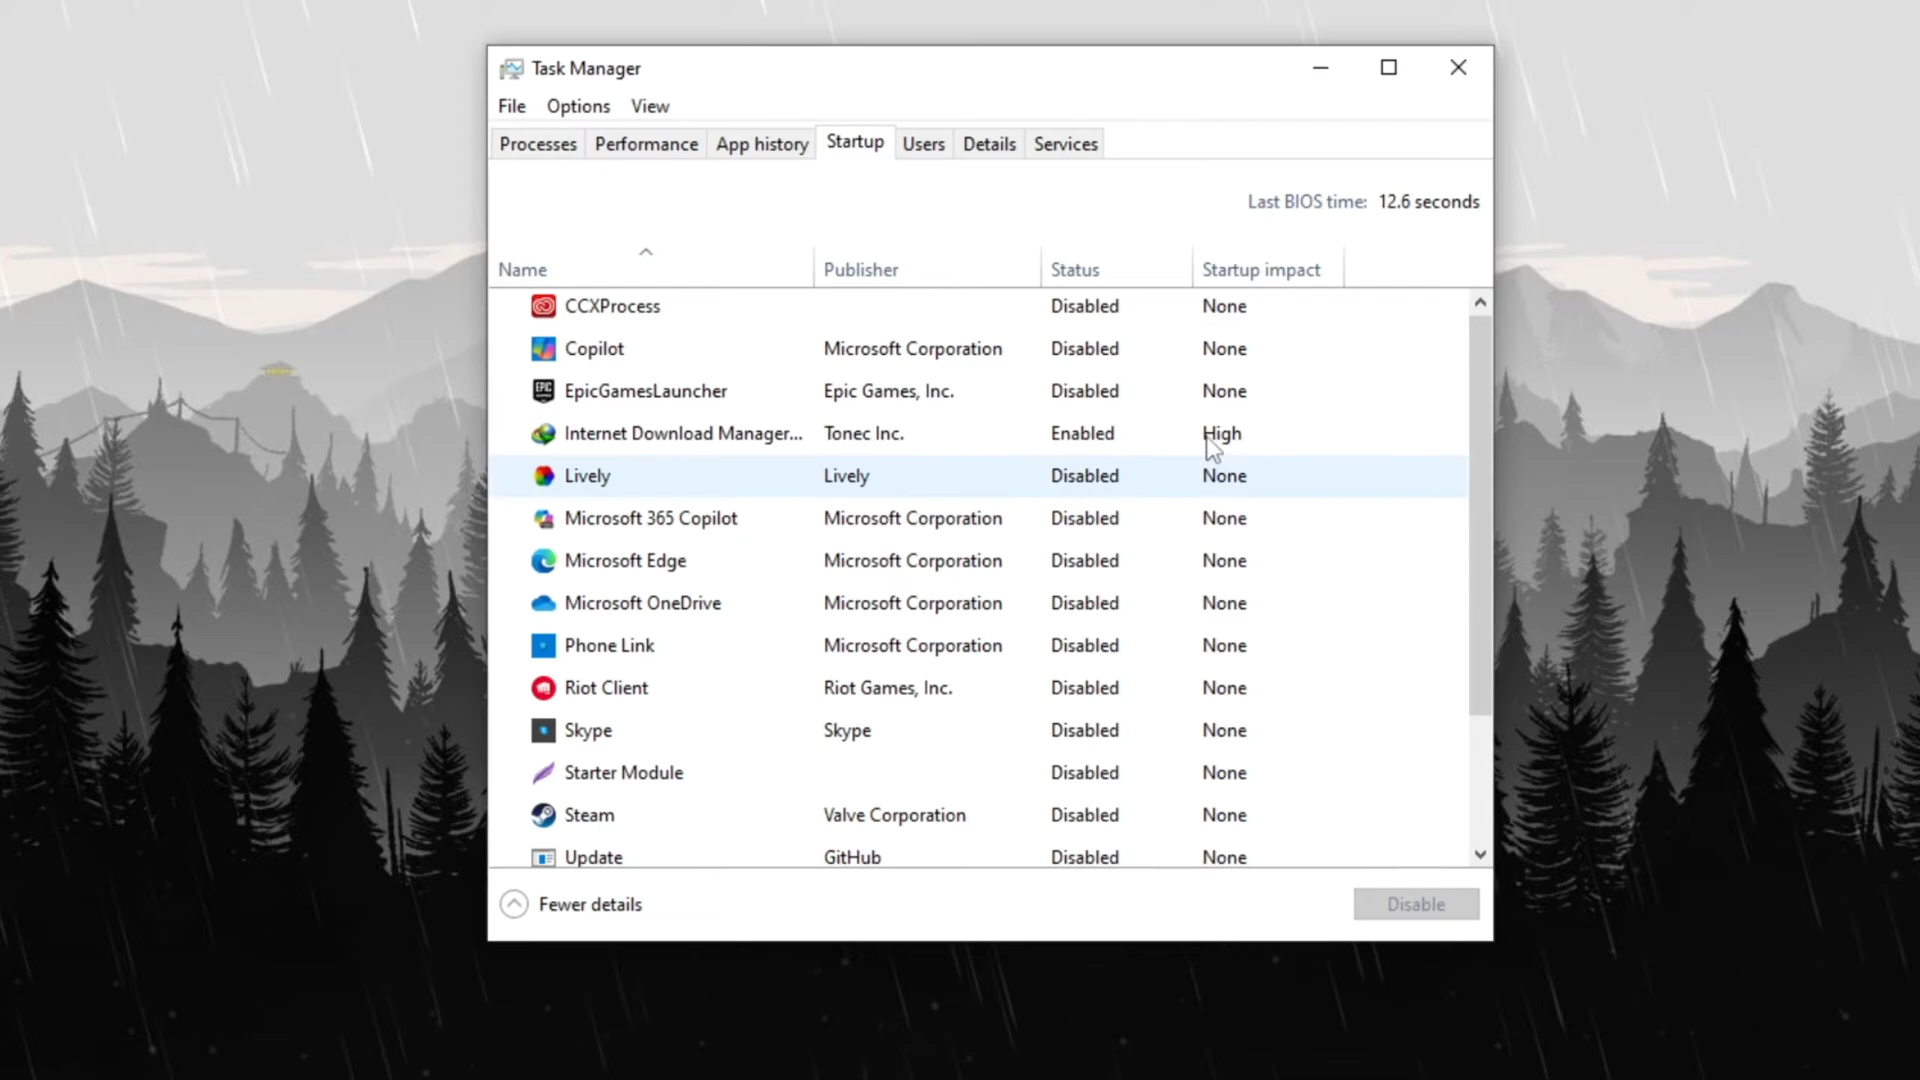 Task Manager
File Options View
Processes Performance App history Startup Users Details Services
Last BIOS time: 12.6 seconds
Name Publisher Status Startup impact
CCXProcess Disabled None
Copilot Microsoft Corporation Disabled None
EPIC EpicGamesLauncher Epic Games, Inc. Disabled None
Internet Download Manager... Tonec Inc. Enabled High
Lively Lively Disabled None
Microsoft 365 Copilot Microsoft Corporation Disabled None
Microsoft Edge Microsoft Corporation Disabled None
Microsoft OneDrive Microsoft Corporation Disabled None
Phone Link Microsoft Corporation Disabled None
Riot Client Riot Games, Inc. Disabled None
Skype Skype Disabled None
Starter Module Disabled None
Steam Valve Corporation Disabled None
Update GitHub Disabled None
Fewer details Disable